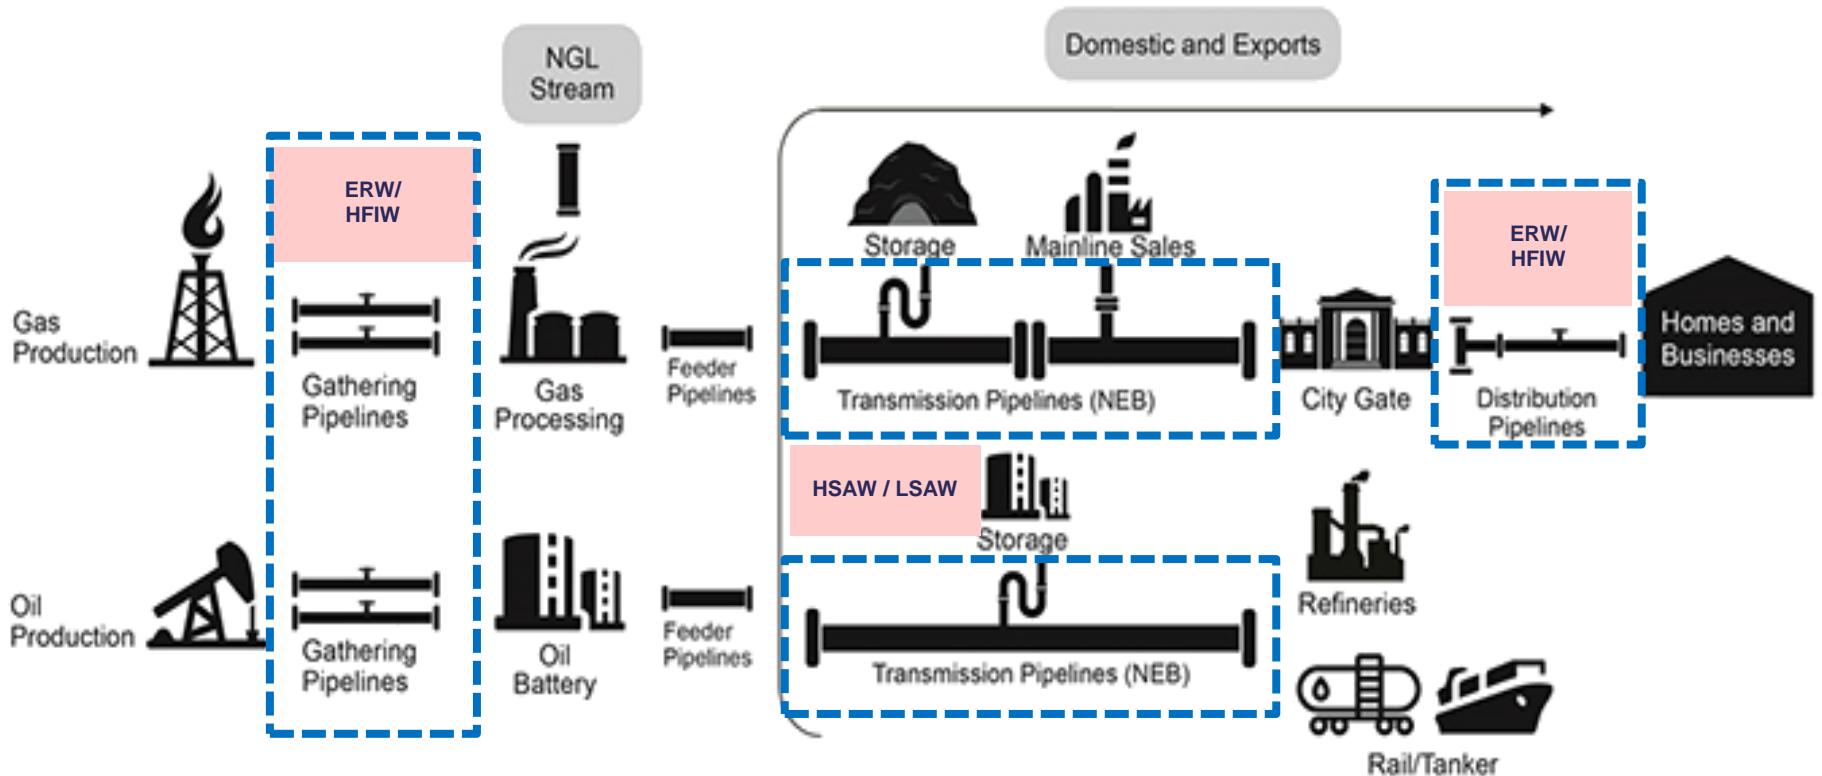 NGL
Stream
Domestic and Exports
ERW/
HFIW
ERW/
HFIW
Storage
Mainline Sales
Gas
Production
Gathering
Pipelines
Gas
Processing
Feeder
Pipelines
Transmission Pipelines (NEB)
City Gate
Distribution
Pipelines
Homes and
Businesses
HSAW / LSAW
Storage
Oil
Production
Gathering
Pipelines
Oil
Battery
Feeder
Pipelines
Transmission Pipelines (NEB)
Refineries
Rail/Tanker